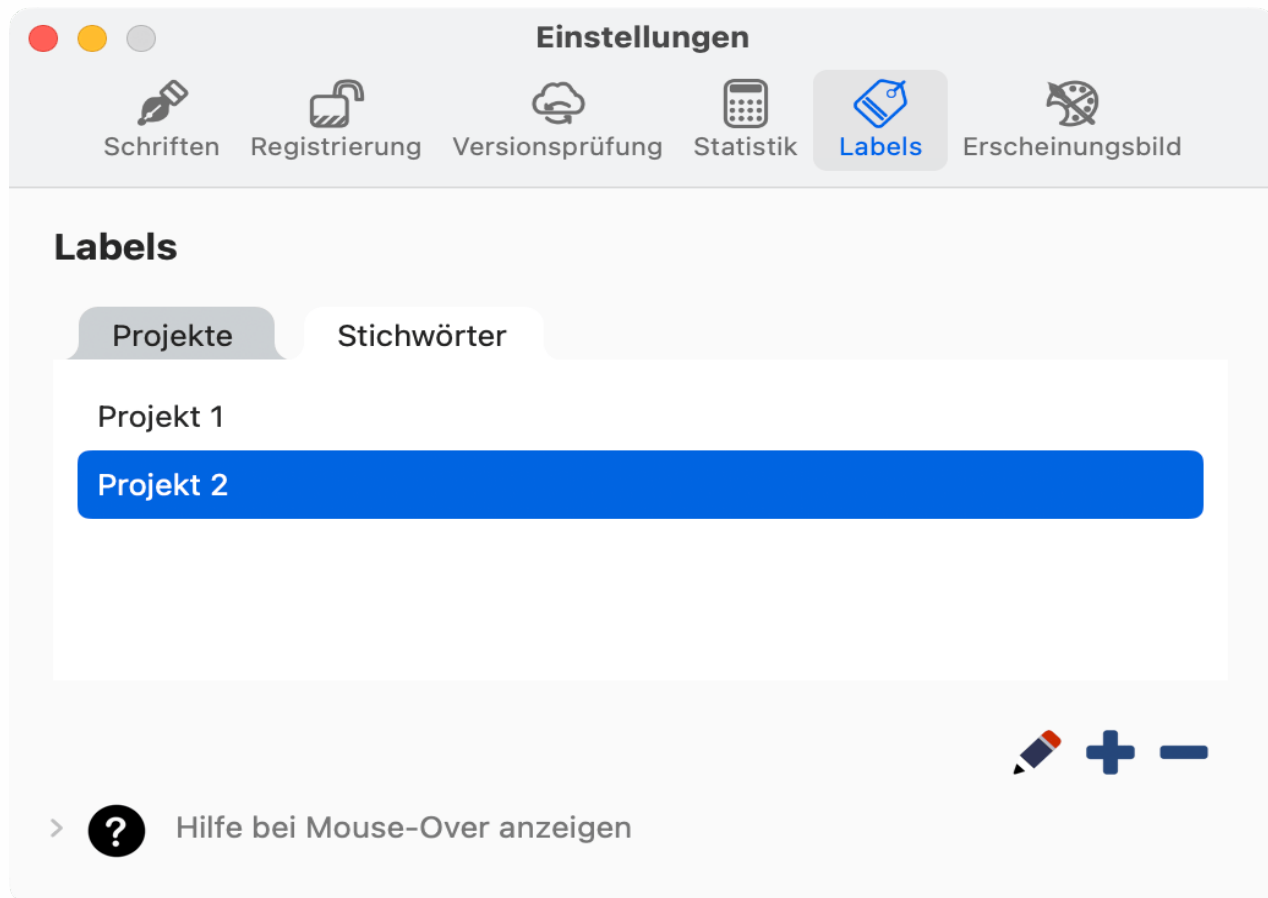 Einstellungen
Schriften Registrierung Versionsprüfung Statistik Labels Erscheinungsbild
Labels
Projekte Stichwörter
Projekt 1
Projekt 2
? Hilfe bei Mouse-Over anzeigen